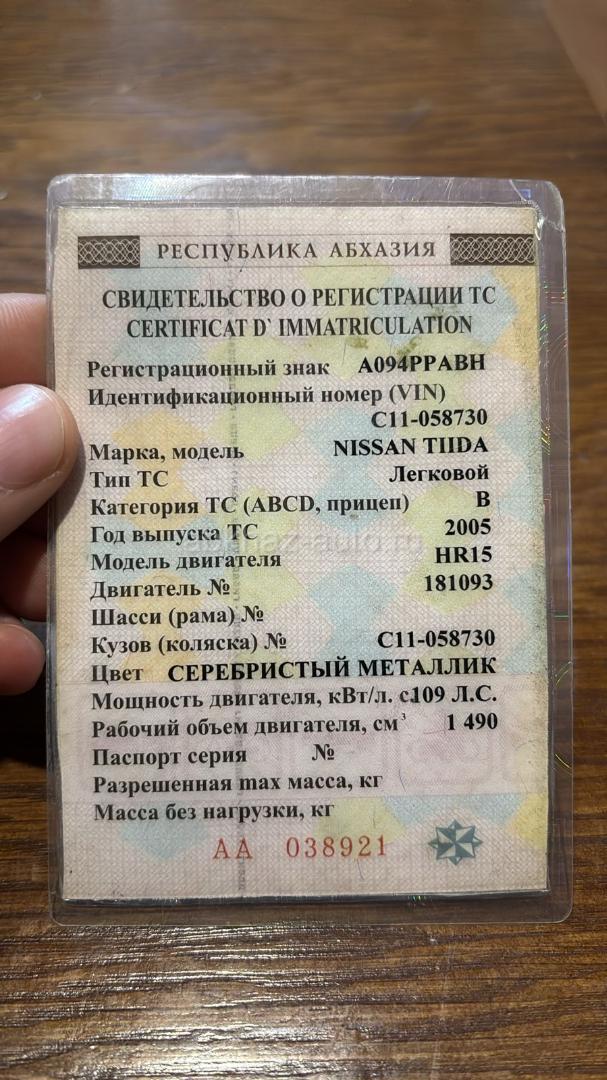 РЕСПУБЛИКА АБХАЗИЯ
СВИДЕТЕЛЬСТВО О РЕГИСТРАЦИИ ТС
CERTIFICAT D` IMMATRICULATION
Регистрационный знак А094РРАВН
Идентификационный номер (VIN)
С11-058730
Марка, модель NISSAN TIIDA
Тип ТС Легковой
Категория ТС (ABCD, прицеп) В
Год выпуска ТС 2005
Модель двигателя HR15
Двигатель № 181093
Шасси (рама) №
Кузов (коляска) № С11-058730
Цвет СЕРЕБРИСТЫЙ МЕТАЛЛИК
Мощность двигателя, кВт/л. с.109 Л.С.
Рабочий объем двигателя, см³ 1 490
Паспорт серия №
Разрешенная max масса, кг
Масса без нагрузки, кг
АА 038921